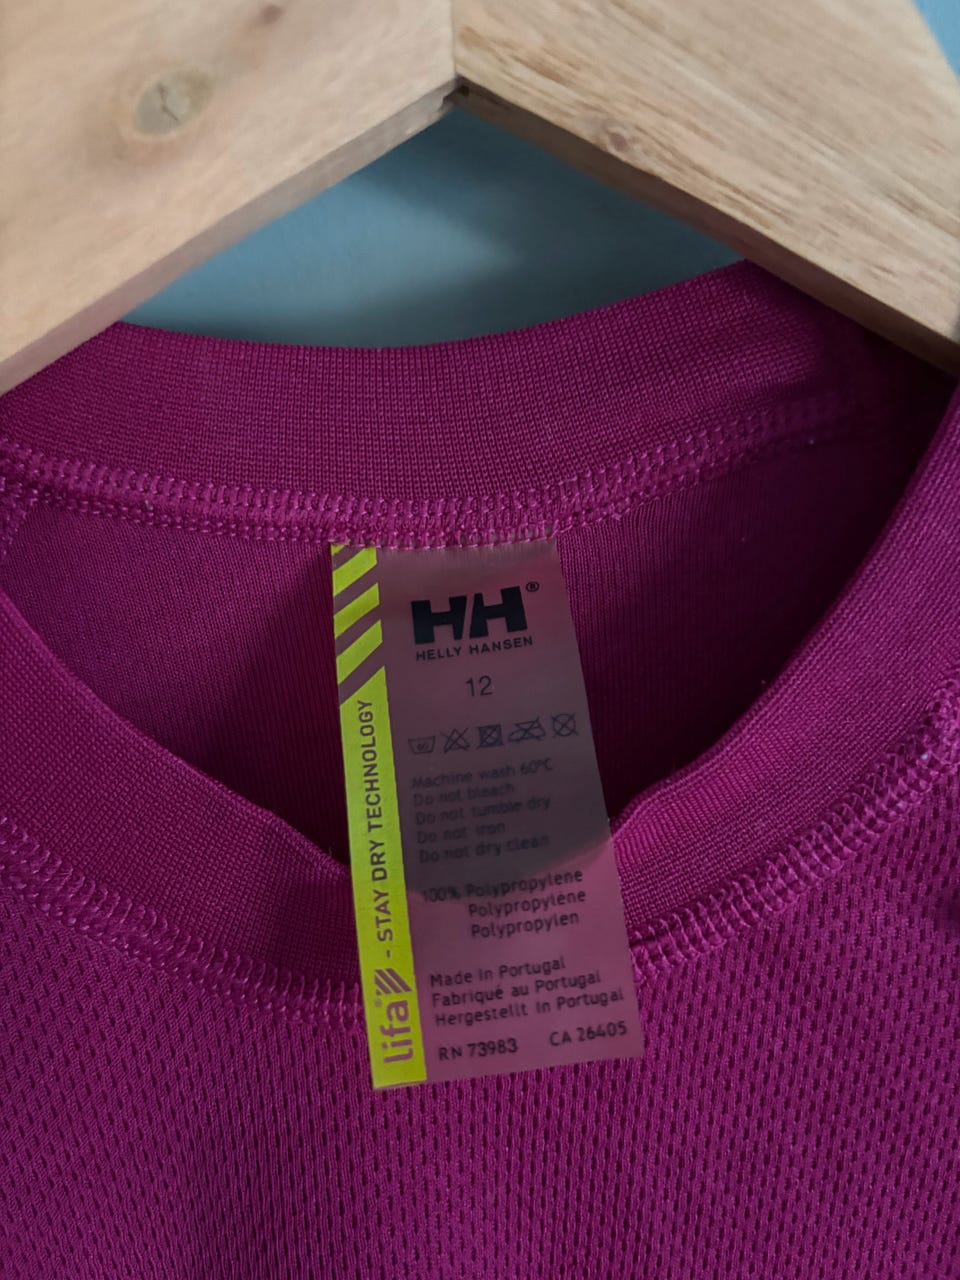 HH®
HELLY HANSEN
12
60
Machine wash 60°C
Do not bleach
Do not tumble dry
Do not iron
Do not dry clean
100% Polypropylene
Polypropylene
Polypropylen
Made in Portugal
Fabriqué au Portugal
Hergestellt in Portugal
RN 73983 CA 26405
lifa® - STAY DRY TECHNOLOGY